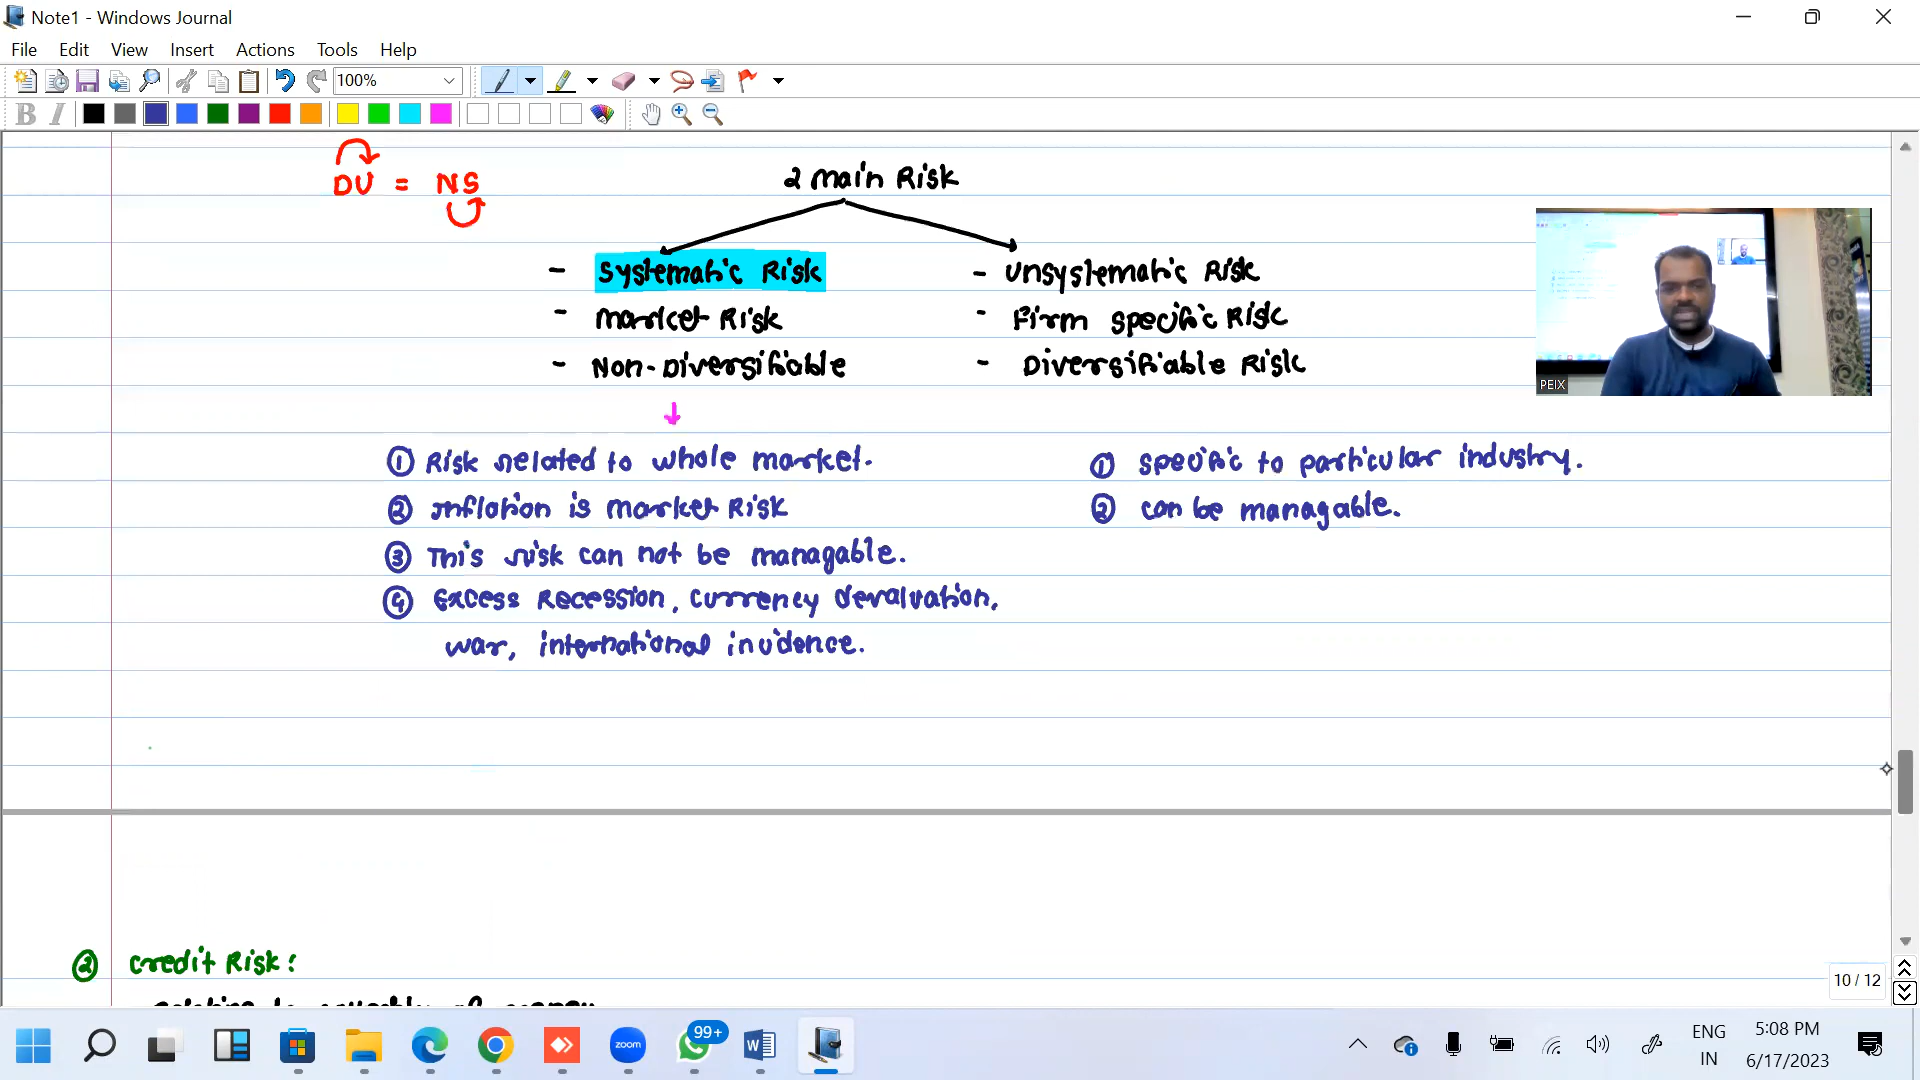 Note1 - Windows Journal
File Edit View Insert Actions Tools Help
100%
B I
DU = NS
2 main Risk
- Systematic Risk
- Unsystematic Risk
- Market Risk
- Firm specific Risk
- Non-Diversifiable
- Diversifiable Risk
① Risk related to whole market.
① specific to particular industry.
② Inflation is Market Risk
② can be managable.
③ This risk can not be managable.
④ Excess Recession, currency devaluation,
war, international incidence.
PEIX
② Credit Risk:
10 / 12
99+
zoom
ENG
IN
5:08 PM
6/17/2023